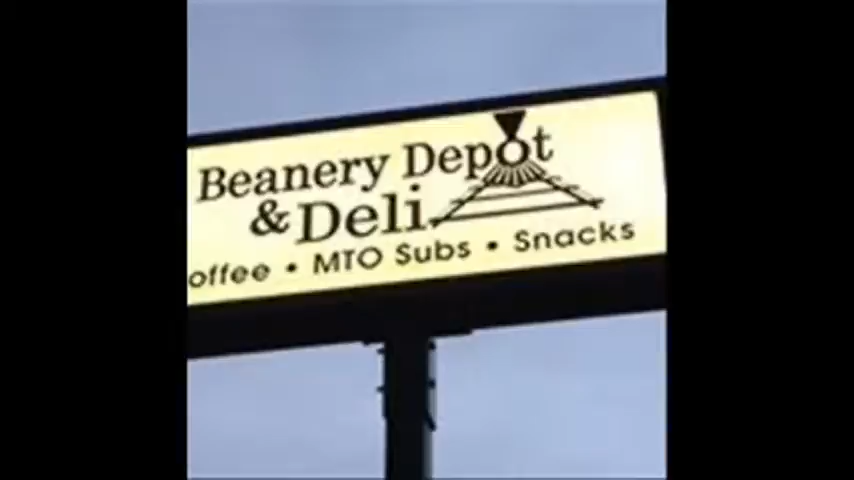 Beanery Depot
& Deli
offee • MTO Subs • Snacks